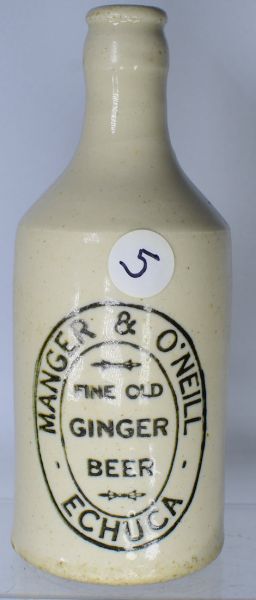 5
MANGER & O'NEILL
FINE OLD
GINGER
BEER
- ECHUCA -